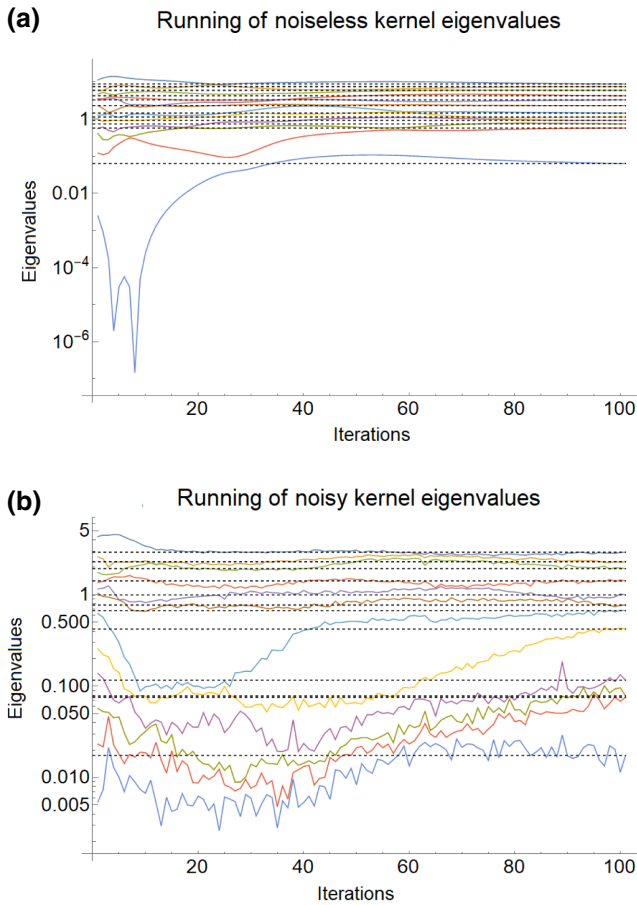 (a)
Running of noiseless kernel eigenvalues
Eigenvalues
1
0.01
10⁻⁴
10⁻⁶
20 40 60 80 100
Iterations
(b)
Running of noisy kernel eigenvalues
Eigenvalues
5
1
0.500
0.100
0.050
0.010
0.005
20 40 60 80 100
Iterations